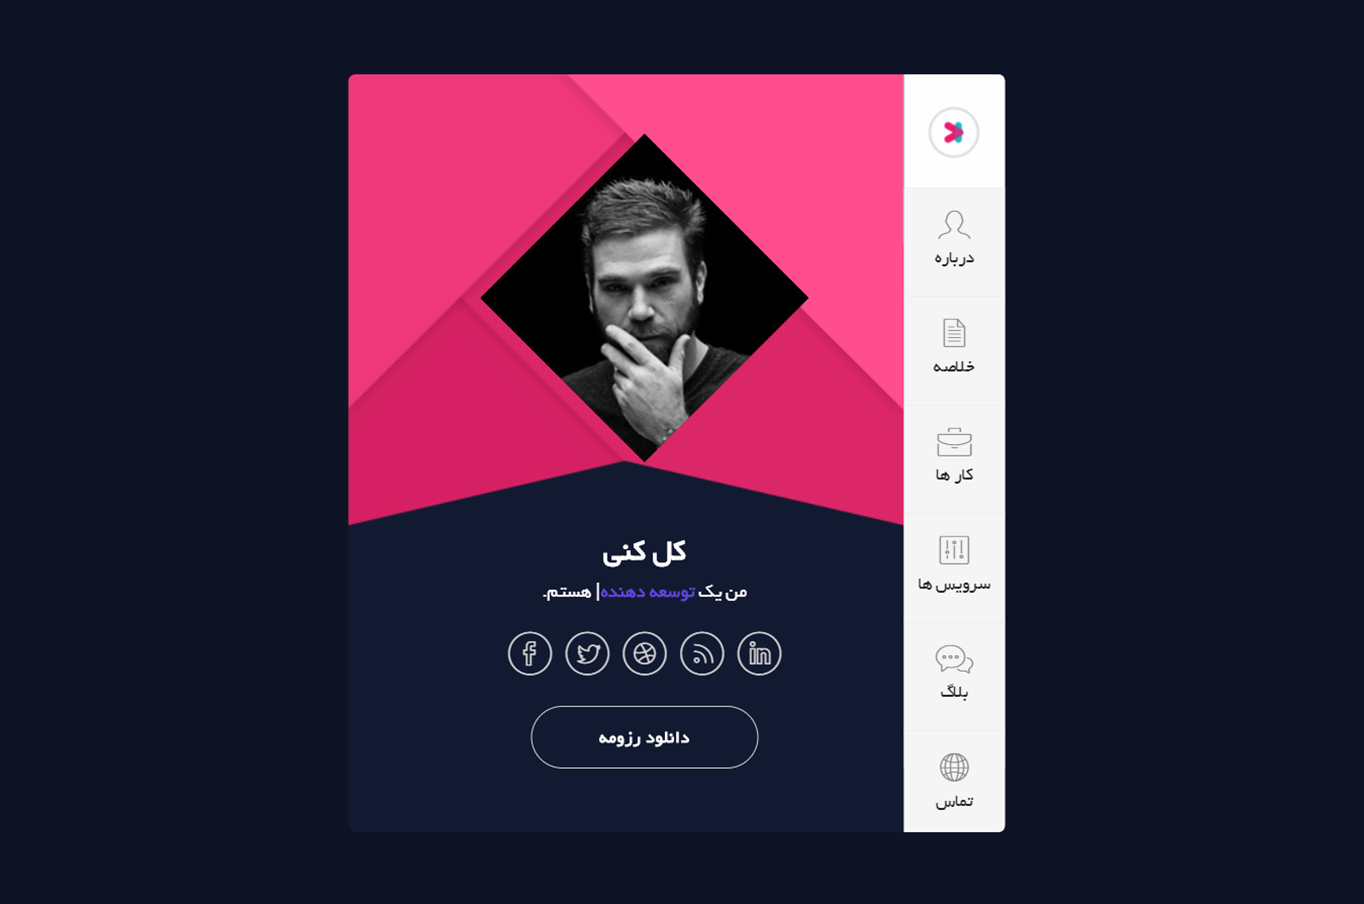 درباره
خلاصه
کار ها
سرویس ها
بلاگ
تماس
کل کنی
من یک توسعه دهنده| هستم.
دانلود رزومه